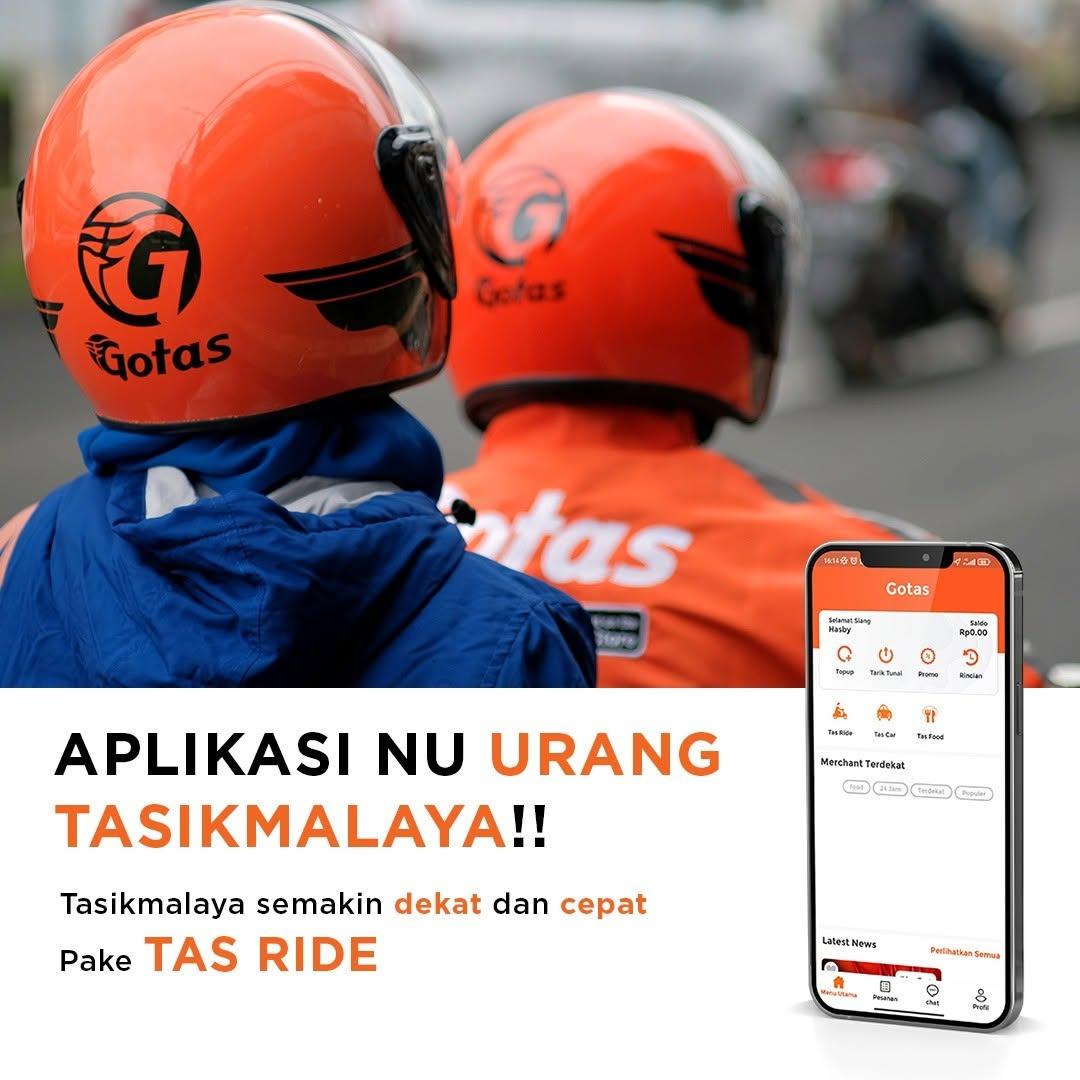 G
Gotas
G
Gotas
Gotas
APLIKASI NU URANG
TASIKMALAYA!!
Tasikmalaya semakin dekat dan cepat
Pake TAS RIDE
16:14
Gotas
Selamat Siang
Saldo
Hasby
Rp0.00
Topup Tarik Tunai Promo Rincian
Tas Ride Tas Car Tas Food
Merchant Terdekat
food 24 Jam Terdekat Populer
Latest News Perlihatkan Semua
Menu Utama Pesanan chat Profil